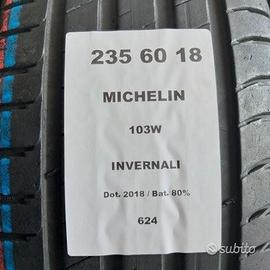 235 60 18
MICHELIN
103W
INVERNALI
Dot. 2018 / Bat. 80%
624
subito